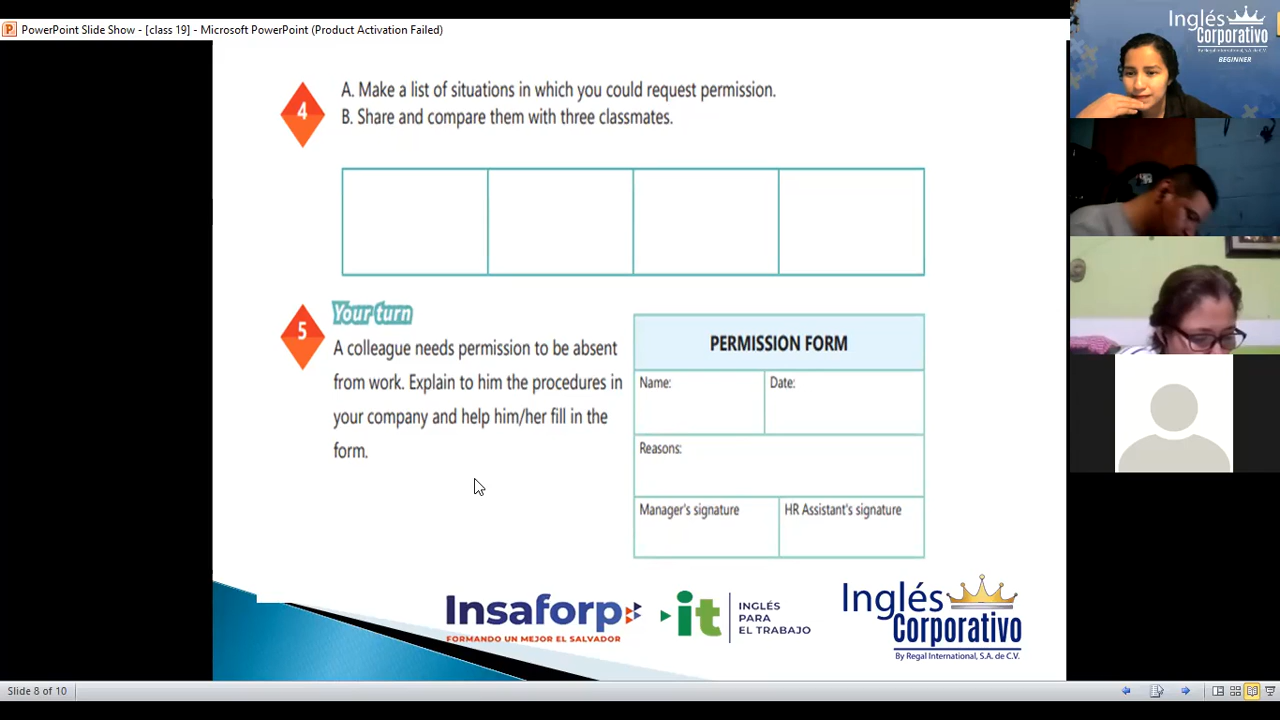 PowerPoint Slide Show - [class 19] - Microsoft PowerPoint (Product Activation Failed)
Inglés
Corporativo
By Regal International, S.A. de C.V.
BEGINNER
4
A. Make a list of situations in which you could request permission.
B. Share and compare them with three classmates.
5
Your turn
A colleague needs permission to be absent
from work. Explain to him the procedures in
your company and help him/her fill in the
form.
PERMISSION FORM
Name:
Date:
Reasons:
Manager's signature
HR Assistant's signature
Insaforp
FORMANDO UN MEJOR EL SALVADOR
it
INGLÉS
PARA
EL TRABAJO
Inglés
Corporativo
By Regal International, S.A. de C.V.
Slide 8 of 10